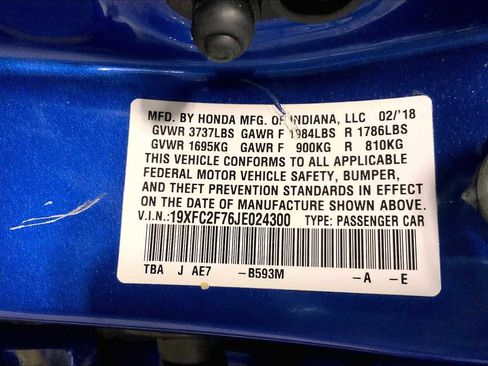 MFD. BY HONDA MFG. OF INDIANA, LLC 02/'18
GVWR 3737LBS GAWR F 1984LBS R 1786LBS
GVWR 1695KG GAWR F 900KG R 810KG
THIS VEHICLE CONFORMS TO ALL APPLICABLE
FEDERAL MOTOR VEHICLE SAFETY, BUMPER,
AND THEFT PREVENTION STANDARDS IN EFFECT
ON THE DATE OF MANUFACTURE SHOWN ABOVE.
V.I.N.:19XFC2F76JE024300 TYPE: PASSENGER CAR
TBA J AE7 -B593M -A -E